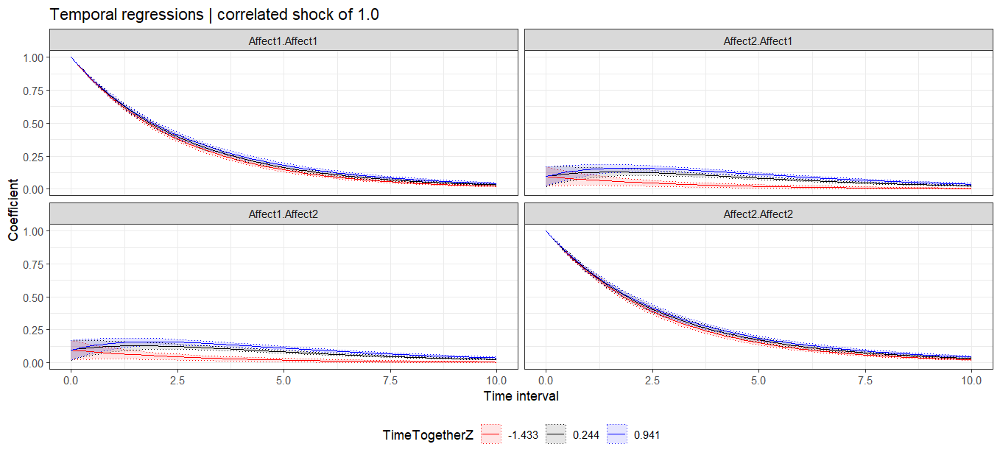 Temporal regressions | correlated shock of 1.0
Affect1.Affect1
Affect2.Affect1
1.00
0.75
0.50
0.25
0.00
Affect1.Affect2
Affect2.Affect2
1.00
0.75
0.50
0.25
0.00
Coefficient
0.0 2.5 5.0 7.5 10.0
0.0 2.5 5.0 7.5 10.0
Time interval
TimeTogetherZ -1.433 0.244 0.941